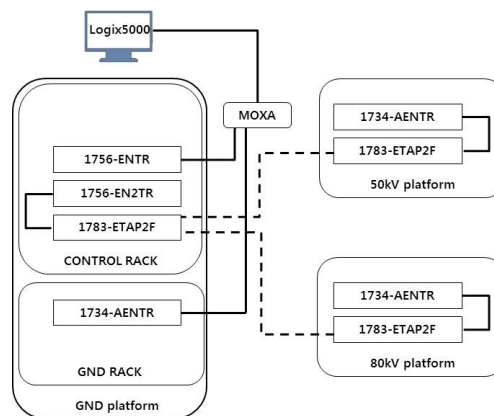 Logix5000
MOXA
1756-ENTR
1756-EN2TR
1783-ETAP2F
CONTROL RACK
1734-AENTR
GND RACK
GND platform
1734-AENTR
1783-ETAP2F
50kV platform
1734-AENTR
1783-ETAP2F
80kV platform